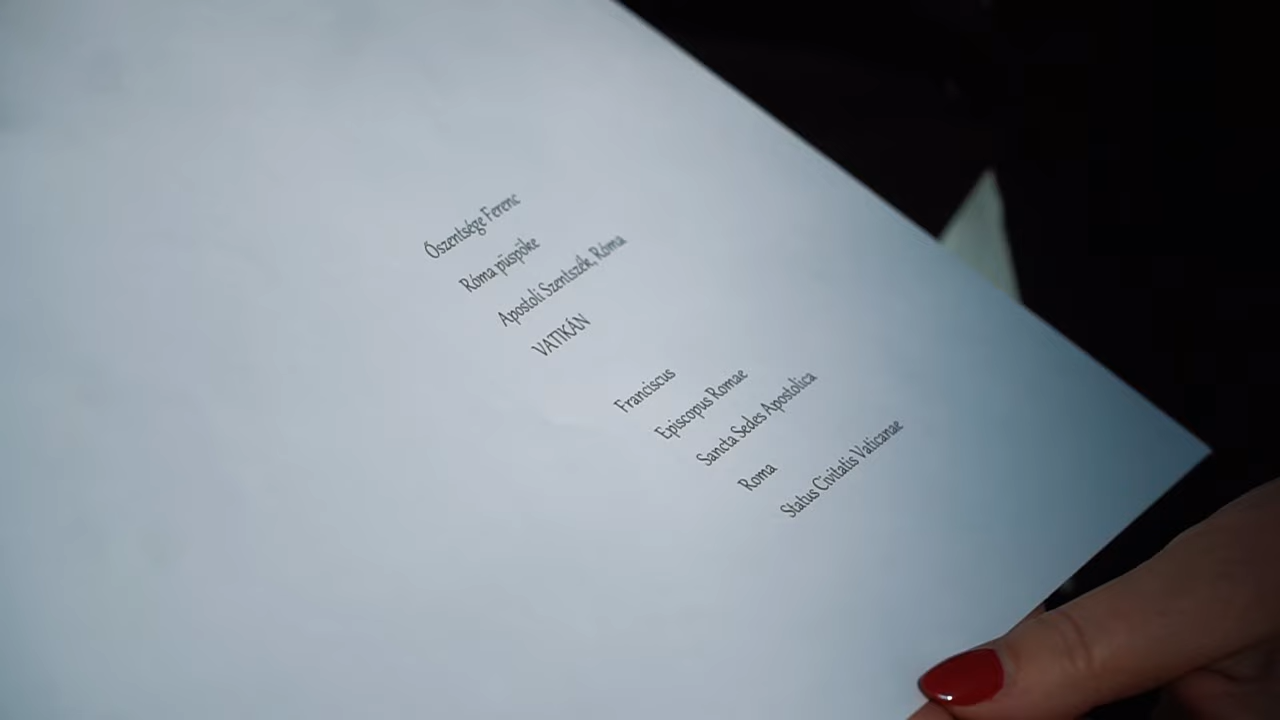 Őszentsége Ferenc
Róma püspöke
Apostoli Szentszék, Róma
VATIKÁN
Franciscus
Episcopus Romae
Sancta Sedes Apostolica
Roma
Status Civitatis Vaticanae